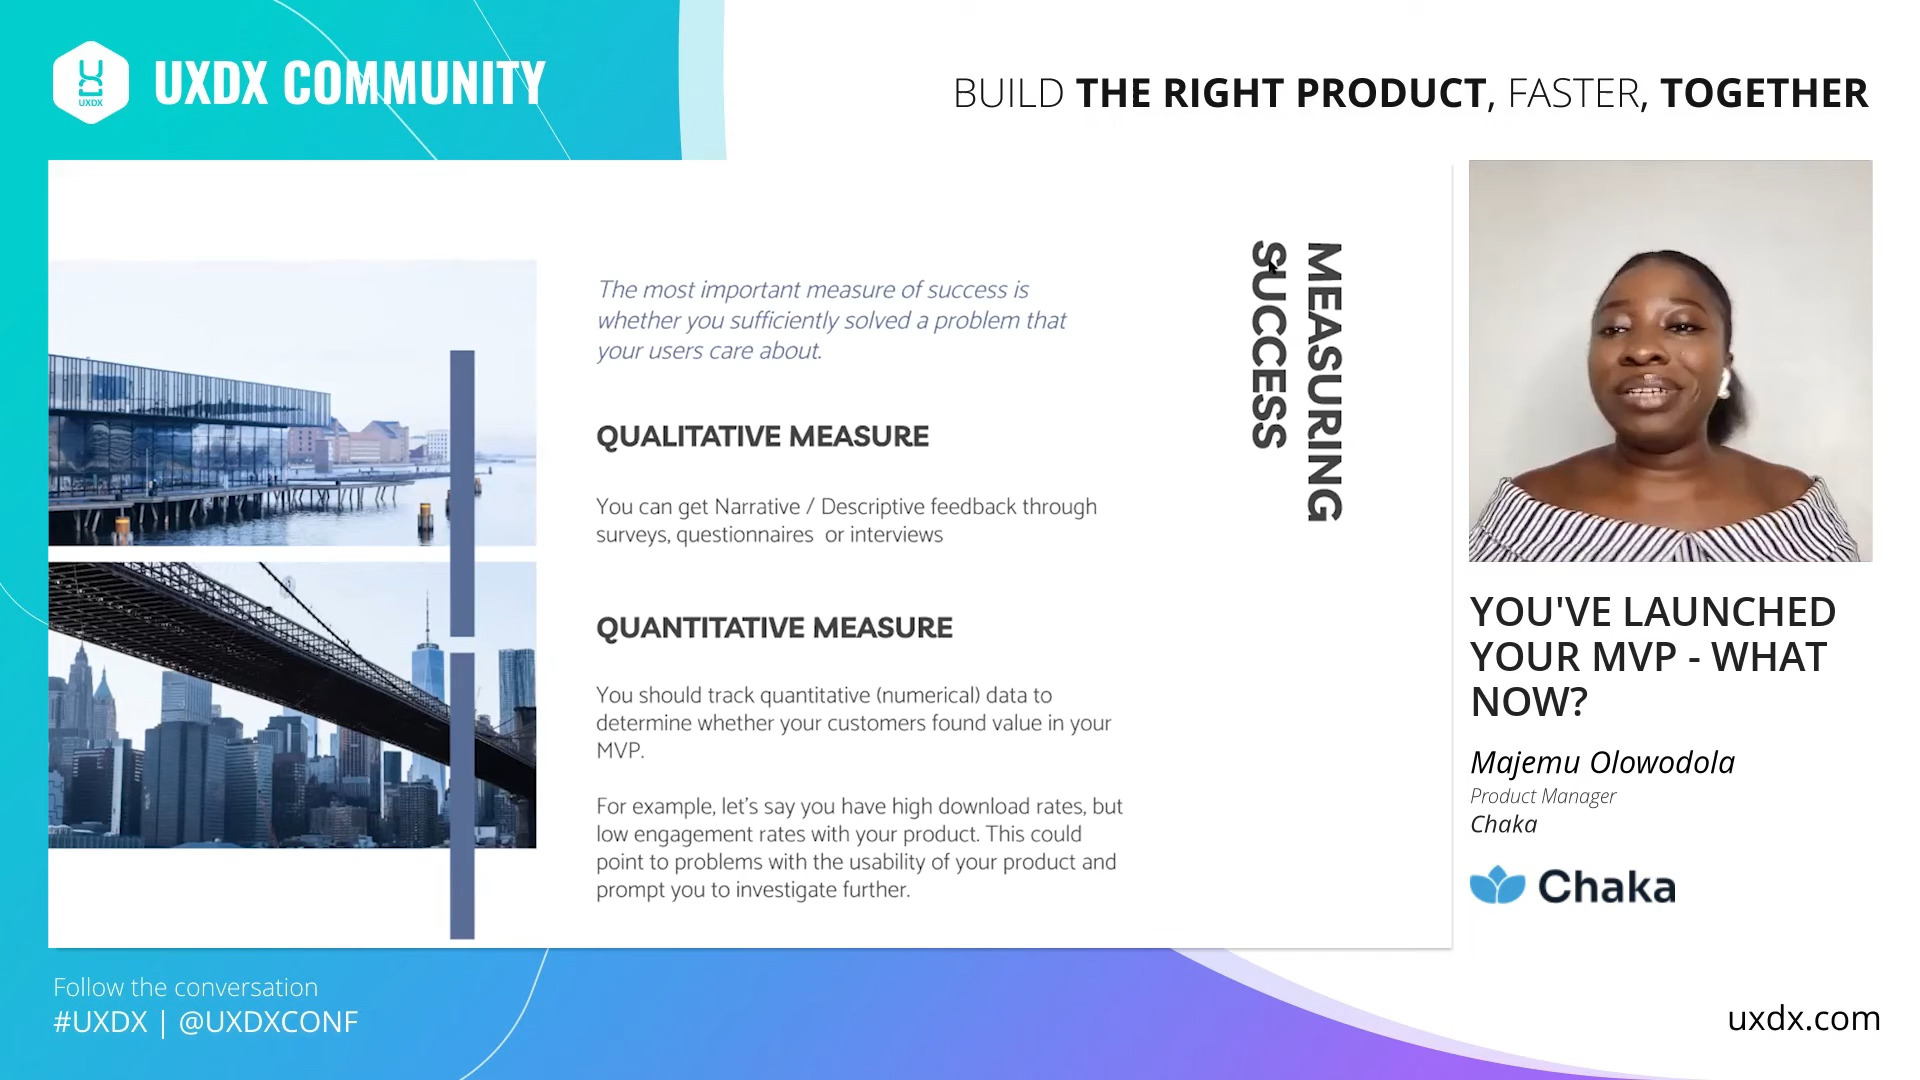 UXDX
UXDX COMMUNITY
BUILD THE RIGHT PRODUCT, FASTER, TOGETHER
The most important measure of success is
whether you sufficiently solved a problem that
your users care about.
QUALITATIVE MEASURE
You can get Narrative / Descriptive feedback through
surveys, questionnaires  or interviews
QUANTITATIVE MEASURE
You should track quantitative (numerical) data to
determine whether your customers found value in your
MVP.
For example, let's say you have high download rates, but
low engagement rates with your product. This could
point to problems with the usability of your product and
prompt you to investigate further.
MEASURING
SUCCESS
YOU'VE LAUNCHED
YOUR MVP - WHAT
NOW?
Majemu Olowodola
Product Manager
Chaka
Chaka
Follow the conversation
#UXDX | @UXDXCONF
uxdx.com